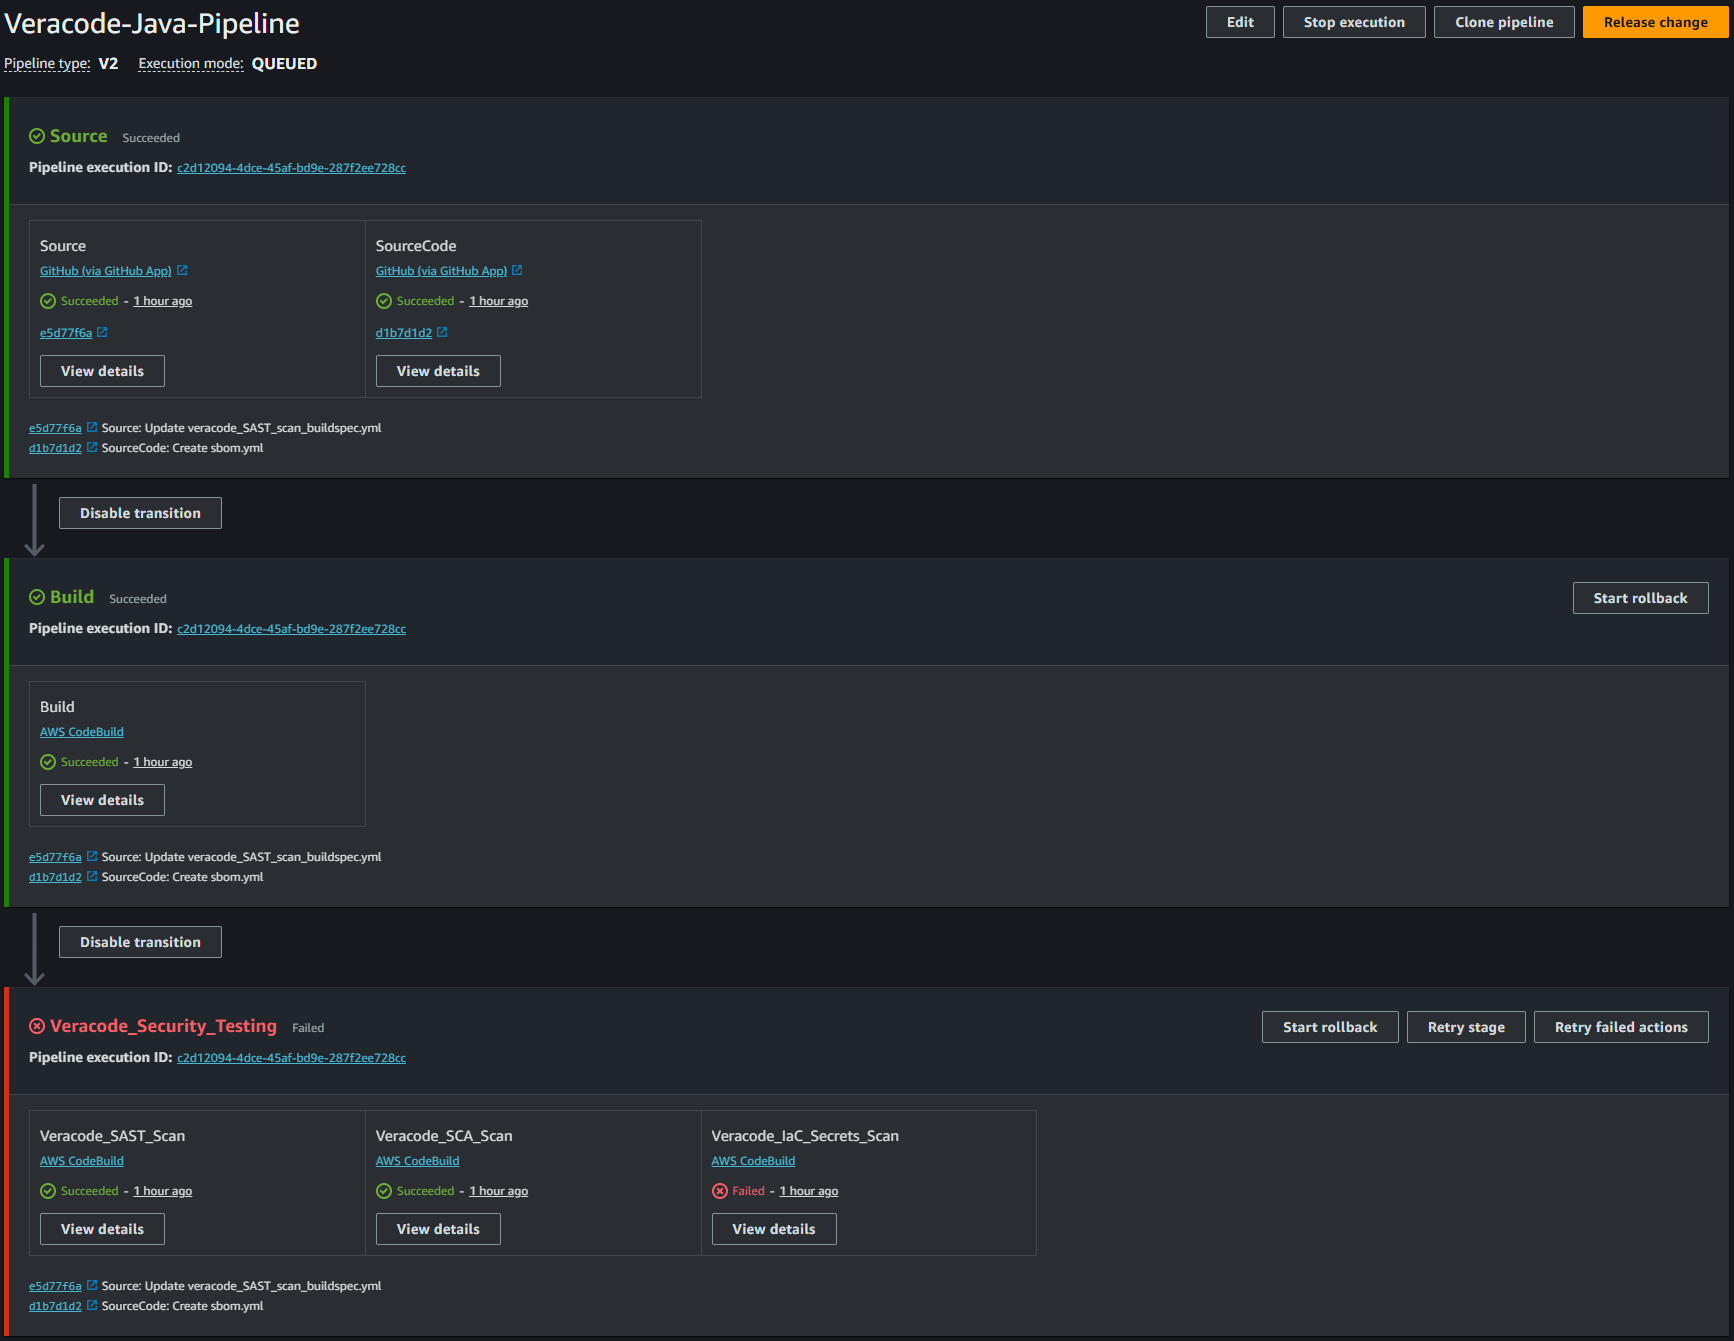 Veracode-Java-Pipeline
Edit
Stop execution
Clone pipeline
Release change
Pipeline type: V2 Execution mode: QUEUED
Source Succeeded
Pipeline execution ID: c2d12094-4dce-45af-bd9e-287f2ee728cc
Source
GitHub (via GitHub App)
Succeeded - 1 hour ago
e5d77f6a
View details
SourceCode
GitHub (via GitHub App)
Succeeded - 1 hour ago
d1b7d1d2
View details
e5d77f6a Source: Update veracode_SAST_scan_buildspec.yml
d1b7d1d2 SourceCode: Create sbom.yml
Disable transition
Build Succeeded
Start rollback
Pipeline execution ID: c2d12094-4dce-45af-bd9e-287f2ee728cc
Build
AWS CodeBuild
Succeeded - 1 hour ago
View details
e5d77f6a Source: Update veracode_SAST_scan_buildspec.yml
d1b7d1d2 SourceCode: Create sbom.yml
Disable transition
Veracode_Security_Testing Failed
Start rollback
Retry stage
Retry failed actions
Pipeline execution ID: c2d12094-4dce-45af-bd9e-287f2ee728cc
Veracode_SAST_Scan
AWS CodeBuild
Succeeded - 1 hour ago
View details
Veracode_SCA_Scan
AWS CodeBuild
Succeeded - 1 hour ago
View details
Veracode_IaC_Secrets_Scan
AWS CodeBuild
Failed - 1 hour ago
View details
e5d77f6a Source: Update veracode_SAST_scan_buildspec.yml
d1b7d1d2 SourceCode: Create sbom.yml